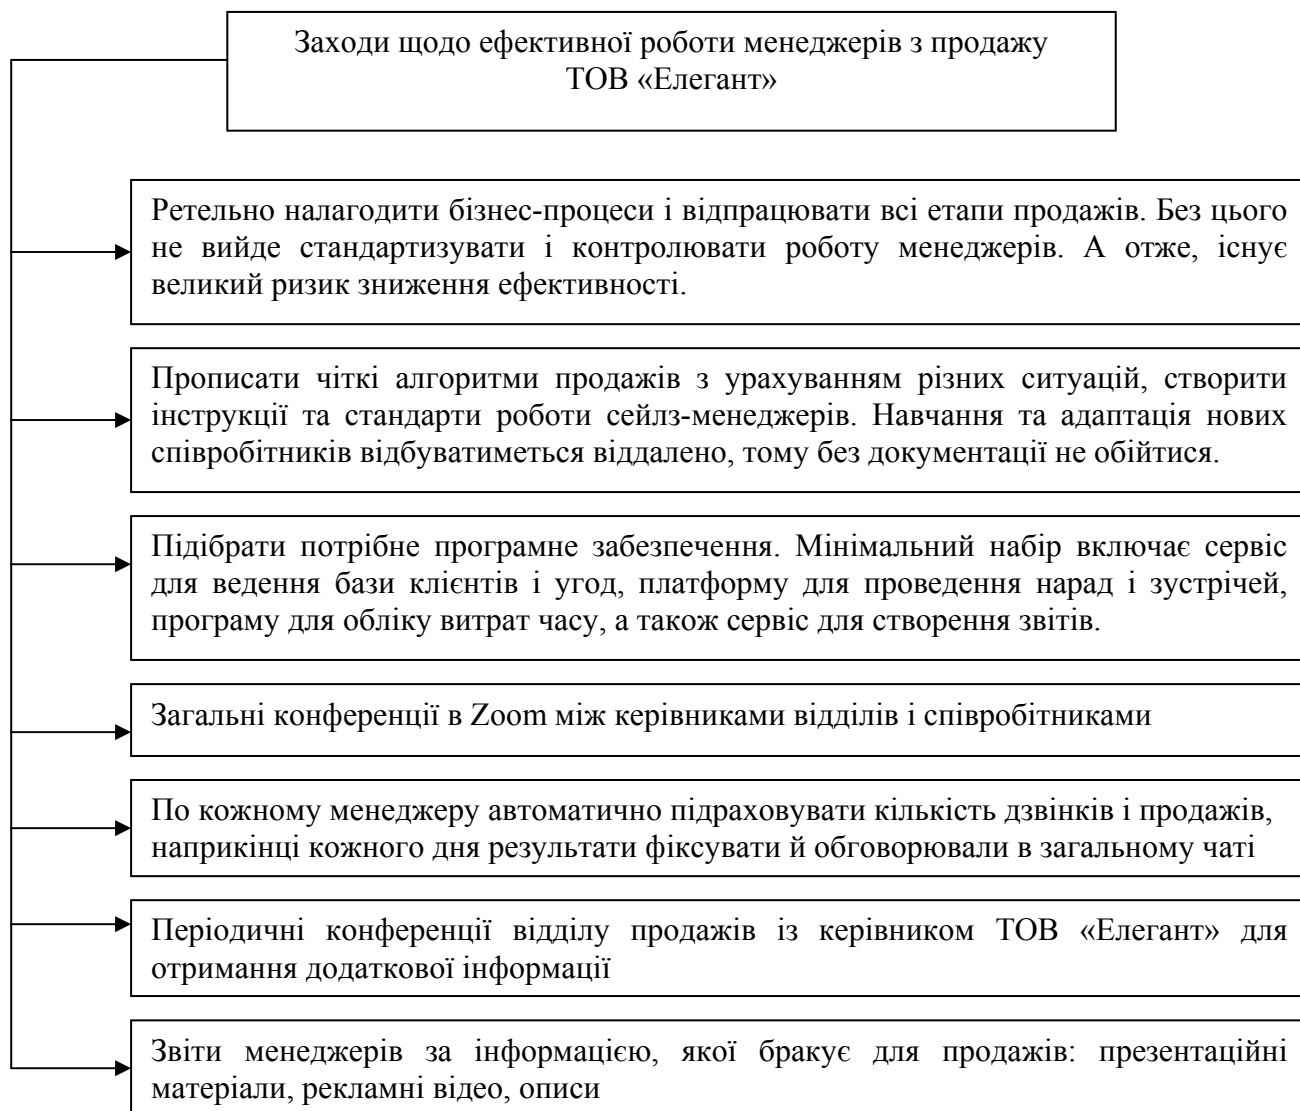 Заходи щодо ефективної роботи менеджерів з продажу
ТОВ «Елегант»
Ретельно налагодити бізнес-процеси і відпрацювати всі етапи продажів. Без цього
не вийде стандартизувати і контролювати роботу менеджерів. А отже, існує
великий ризик зниження ефективності.
Прописати чіткі алгоритми продажів з урахуванням різних ситуацій, створити
інструкції та стандарти роботи сейлз-менеджерів. Навчання та адаптація нових
співробітників відбуватиметься віддалено, тому без документації не обійтися.
Підібрати потрібне програмне забезпечення. Мінімальний набір включає сервіс
для ведення бази клієнтів і угод, платформу для проведення нарад і зустрічей,
програму для обліку витрат часу, а також сервіс для створення звітів.
Загальні конференції в Zoom між керівниками відділів і співробітниками
По кожному менеджеру автоматично підраховувати кількість дзвінків і продажів,
наприкінці кожного дня результати фіксувати й обговорювали в загальному чаті
Періодичні конференції відділу продажів із керівником ТОВ «Елегант» для
отримання додаткової інформації
Звіти менеджерів за інформацією, якої бракує для продажів: презентаційні
матеріали, рекламні відео, описи